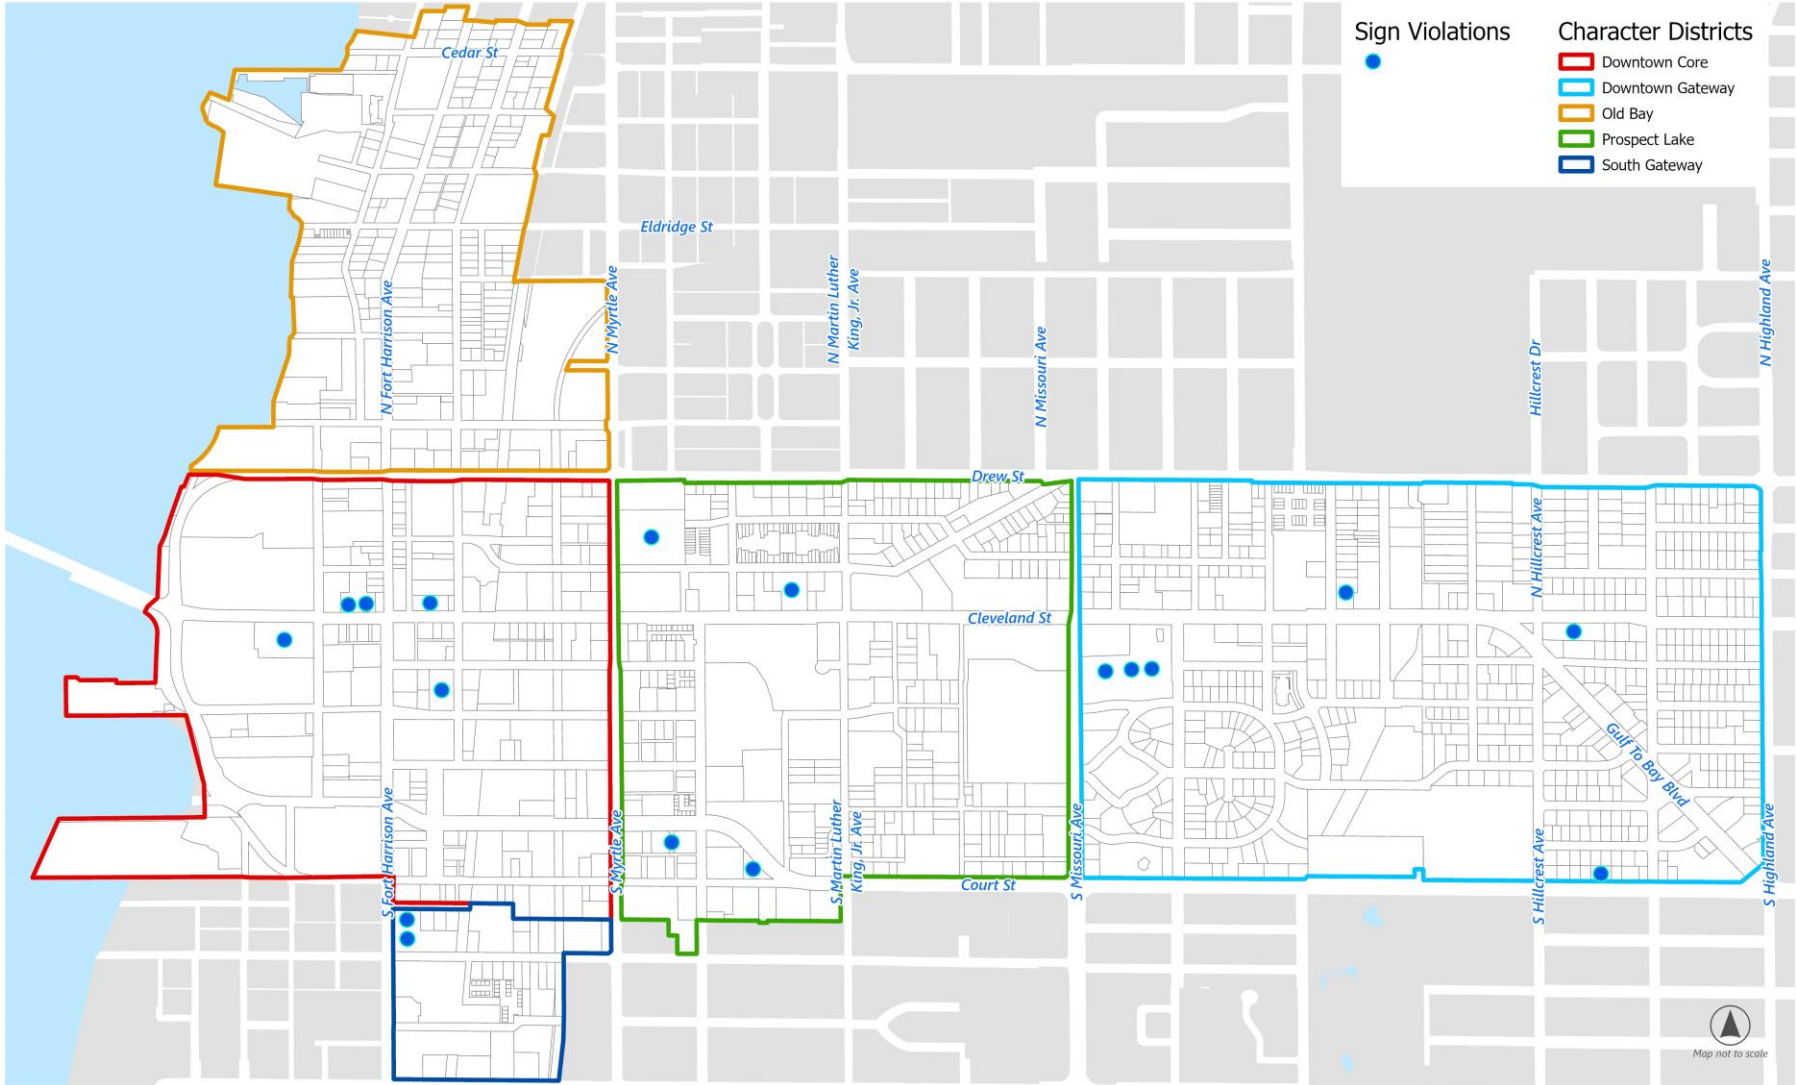 Sign Violations
Character Districts
Downtown Core
Downtown Gateway
Old Bay
Prospect Lake
South Gateway
Cedar St
Eldridge St
N Myrtle Ave
N Fort Harrison Ave
N Martin Luther
King, Jr. Ave
N Missouri Ave
Hillcrest Dr
N Highland Ave
Drew St
N Hillcrest Ave
Cleveland St
Gulf To Bay Blvd
S Fort Harrison Ave
S Myrtle Ave
S Martin Luther
King, Jr. Ave
Court St
S Missouri Ave
S Hillcrest Ave
S Highland Ave
Map not to scale